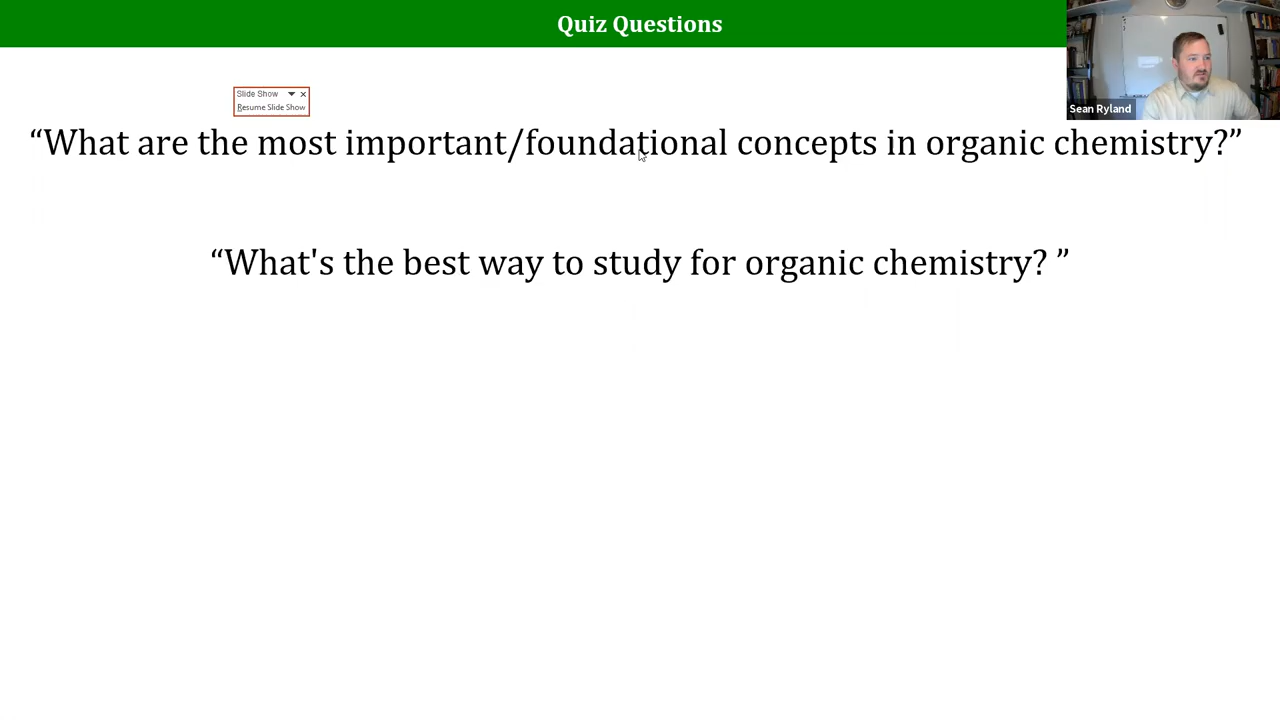 Quiz Questions
Slide Show
Resume Slide Show
Sean Ryland
“What are the most important/foundational concepts in organic chemistry?”
“What's the best way to study for organic chemistry? ”